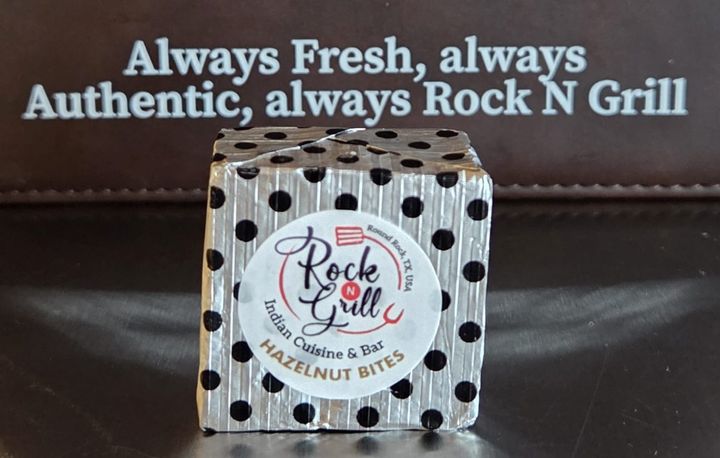 Always Fresh, always
Authentic, always Rock N Grill
Round Rock, TX, USA
Rock
N
Grill
Indian Cuisine & Bar
HAZELNUT BITES